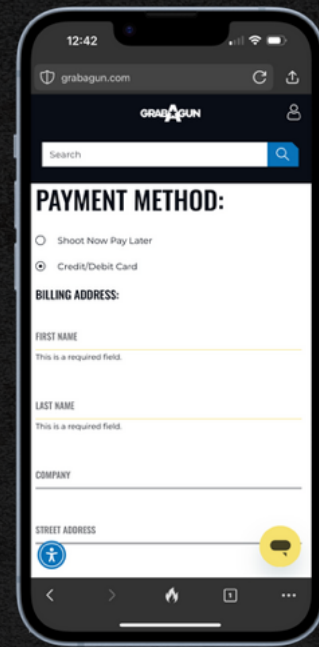 12:42
grabagun.com
GRABAGUN
Search
PAYMENT METHOD:
Shoot Now Pay Later
Credit/Debit Card
BILLING ADDRESS:
FIRST NAME
This is a required field.
LAST NAME
This is a required field.
COMPANY
STREET ADDRESS
1